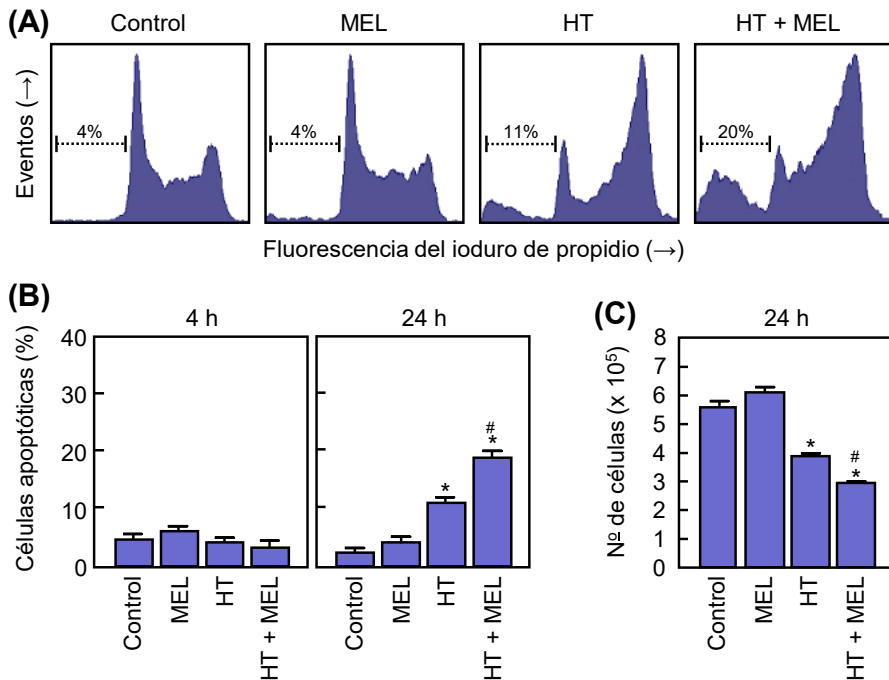 (A)
Control MEL HT HT + MEL
Eventos (→)
4% 4% 11% 20%
Fluorescencia del ioduro de propidio (→)
(B)
4 h 24 h
Células apoptóticas (%)
40
30
20
10
0
* * #
Control MEL HT HT + MEL Control MEL HT HT + MEL
(C)
24 h
Nº de células (x 10⁵)
8
7
6
5
4
3
2
1
0
* * #
Control MEL HT HT + MEL